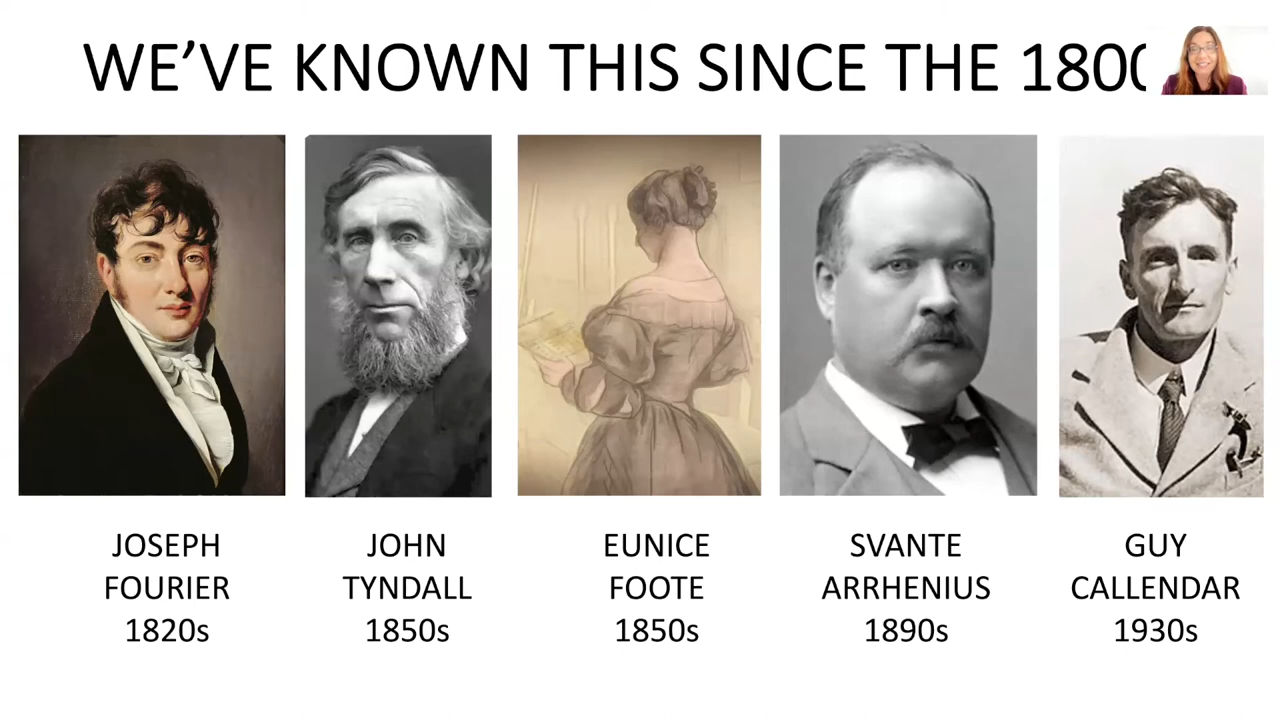 WE'VE KNOWN THIS SINCE THE 180
JOSEPH
FOURIER
1820s
JOHN
TYNDALL
1850s
EUNICE
FOOTE
1850s
SVANTE
ARRHENIUS
1890s
GUY
CALLENDAR
1930s